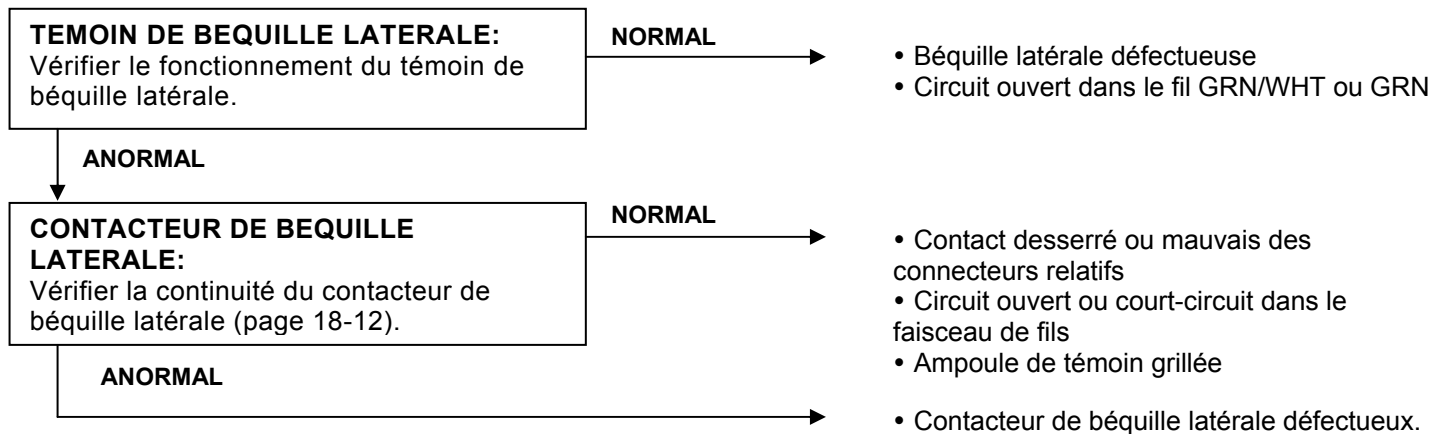 TEMOIN DE BEQUILLE LATERALE:
Vérifier le fonctionnement du témoin de
béquille latérale.
NORMAL
• Béquille latérale défectueuse
• Circuit ouvert dans le fil GRN/WHT ou GRN
ANORMAL
CONTACTEUR DE BEQUILLE
LATERALE:
Vérifier la continuité du contacteur de
béquille latérale (page 18-12).
NORMAL
• Contact desserré ou mauvais des
connecteurs relatifs
• Circuit ouvert ou court-circuit dans le
faisceau de fils
• Ampoule de témoin grillée
ANORMAL
• Contacteur de béquille latérale défectueux.